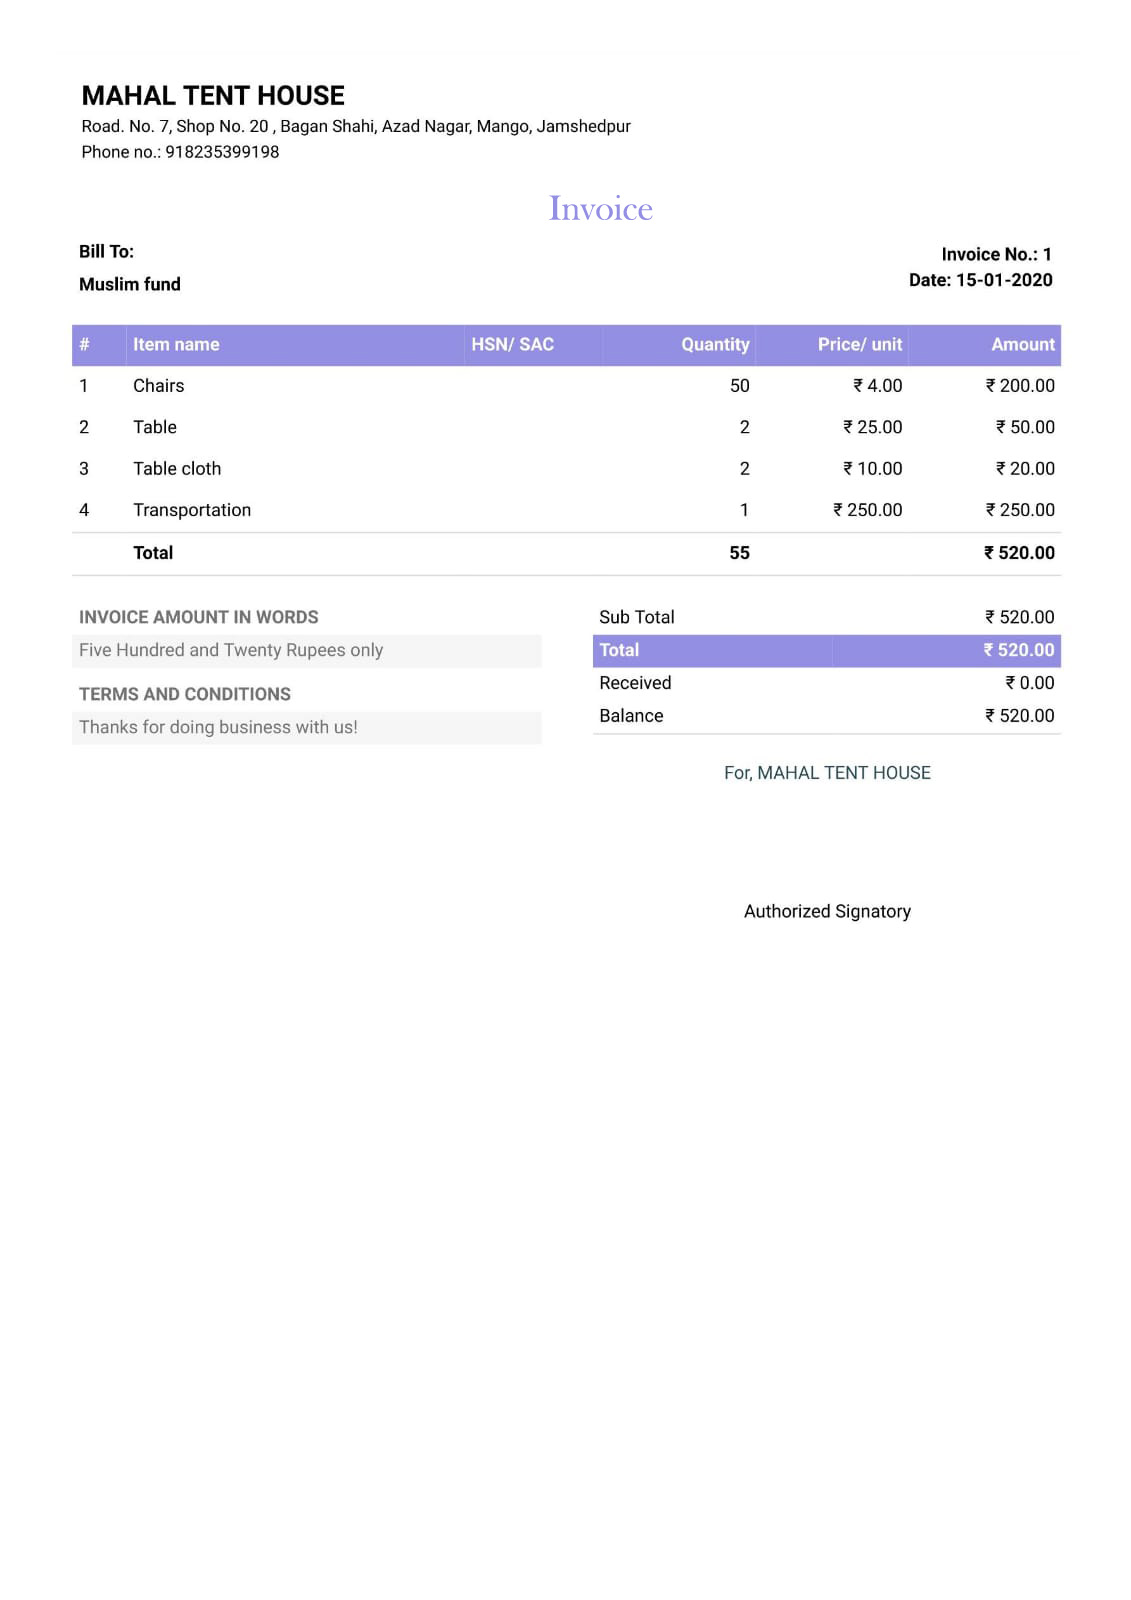 MAHAL TENT HOUSE
Road. No. 7, Shop No. 20 , Bagan Shahi, Azad Nagar, Mango, Jamshedpur
Phone no.: 918235399198
Invoice
Bill To:
Muslim fund
Invoice No.: 1
Date: 15-01-2020
# Item name HSN/ SAC Quantity Price/ unit Amount
1 Chairs 50 ₹ 4.00 ₹ 200.00
2 Table 2 ₹ 25.00 ₹ 50.00
3 Table cloth 2 ₹ 10.00 ₹ 20.00
4 Transportation 1 ₹ 250.00 ₹ 250.00
Total 55 ₹ 520.00
INVOICE AMOUNT IN WORDS
Five Hundred and Twenty Rupees only
TERMS AND CONDITIONS
Thanks for doing business with us!
Sub Total ₹ 520.00
Total ₹ 520.00
Received ₹ 0.00
Balance ₹ 520.00
For, MAHAL TENT HOUSE
Authorized Signatory